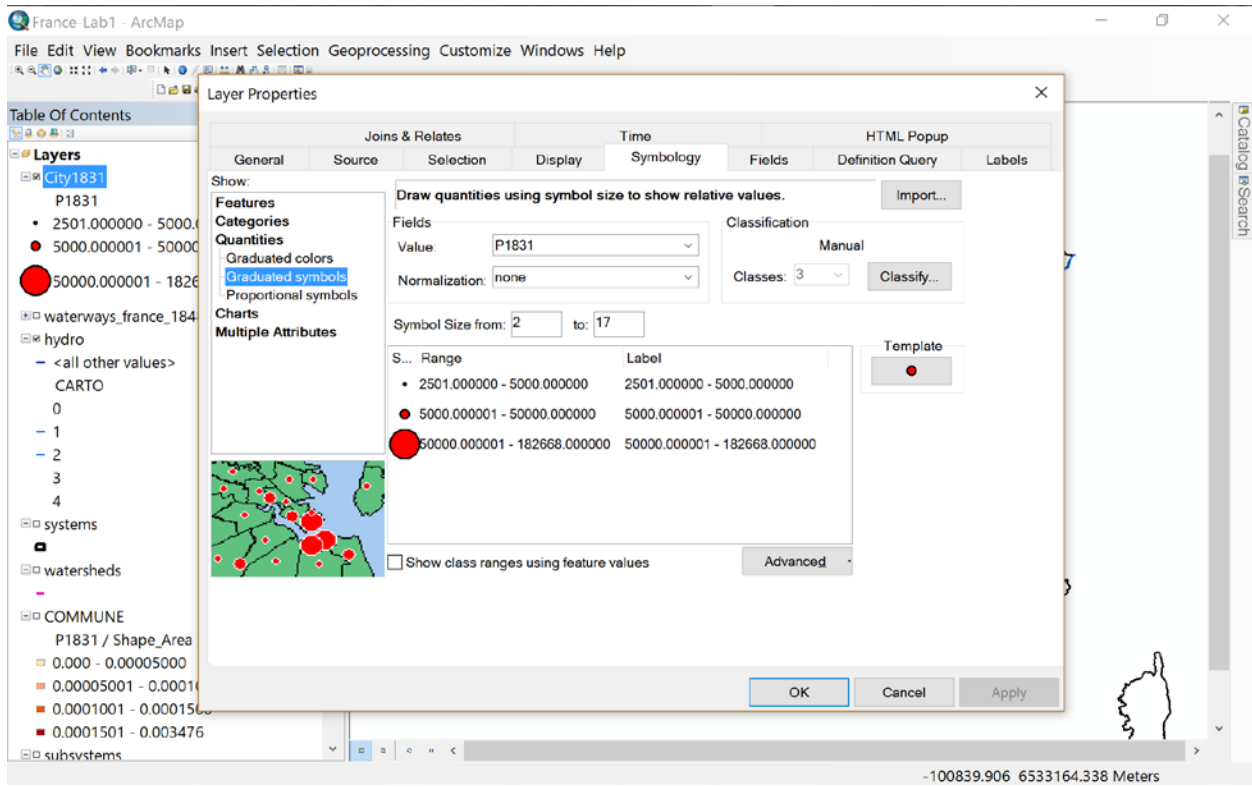 France-Lab1 - ArcMap
File Edit View Bookmarks Insert Selection Geoprocessing Customize Windows Help
Table Of Contents
Layers
City1831
P1831
2501.000000 - 5000.
5000.000001 - 50000
50000.000001 - 1826
waterways_france_184
hydro
<all other values>
CARTO
0
1
2
3
4
systems
watersheds
COMMUNE
P1831 / Shape_Area
0.000 - 0.00005000
0.00005001 - 0.00010
0.0001001 - 0.000150
0.0001501 - 0.003476
subsystems
Layer Properties
Joins & Relates Time HTML Popup
General Source Selection Display Symbology Fields Definition Query Labels
Show:
Features
Categories
Quantities
Graduated colors
Graduated symbols
Proportional symbols
Charts
Multiple Attributes
Draw quantities using symbol size to show relative values.
Import...
Fields
Value: P1831
Normalization: none
Classification
Manual
Classes: 3 Classify...
Symbol Size from: 2 to: 17
Template
S... Range Label
2501.000000 - 5000.000000 2501.000000 - 5000.000000
5000.000001 - 50000.000000 5000.000001 - 50000.000000
50000.000001 - 182668.000000 50000.000001 - 182668.000000
Show class ranges using feature values
Advanced
OK Cancel Apply
Catalog
Search
-100839.906 6533164.338 Meters